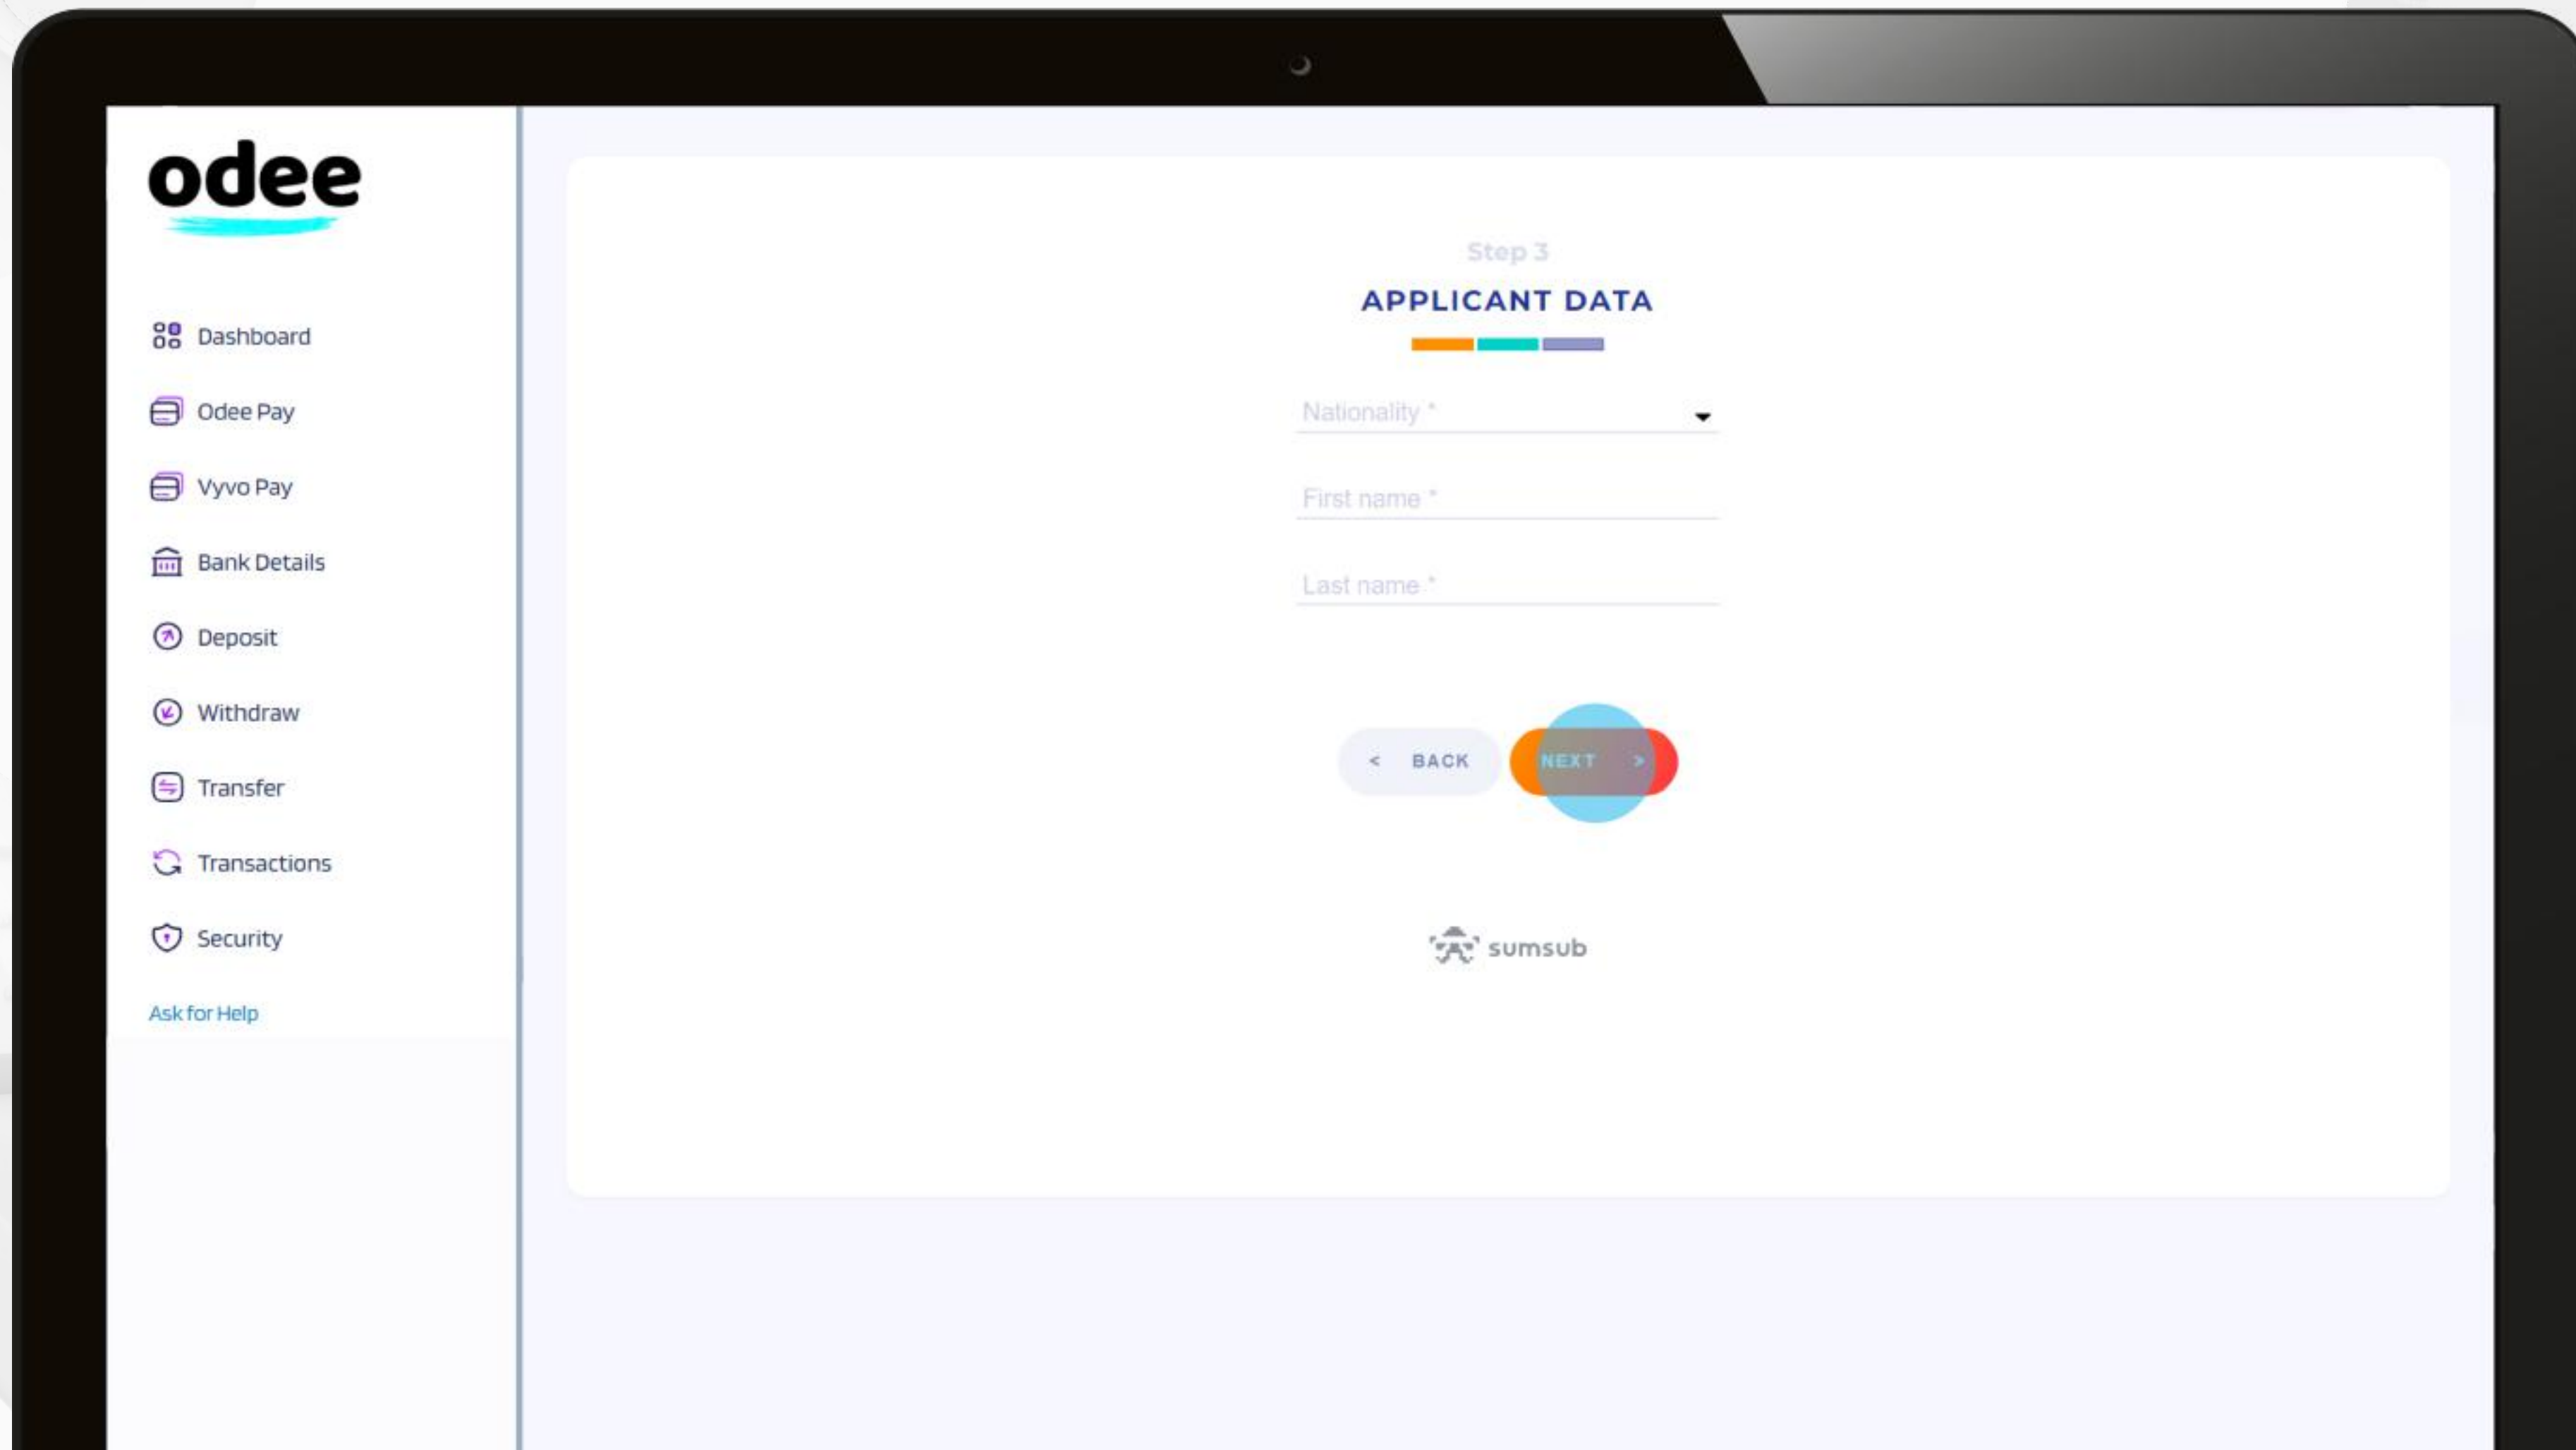 odee
Dashboard
Odee Pay
Vyvo Pay
Bank Details
Deposit
Withdraw
Transfer
Transactions
Security
Ask for Help
Step 3
APPLICANT DATA
Nationality *
First name *
Last name *
< BACK
NEXT >
sumsub